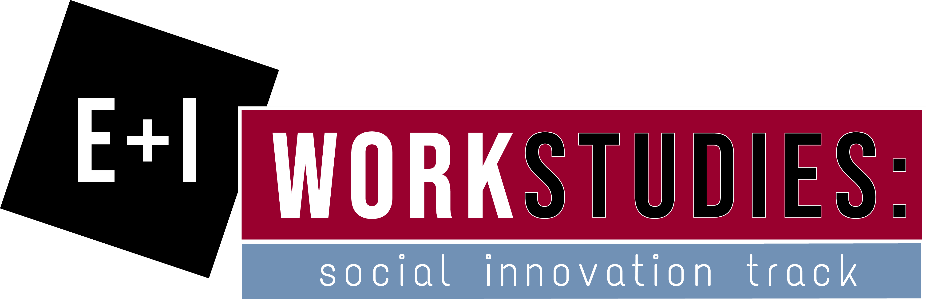 E+I
WORKSTUDIES:
social innovation track